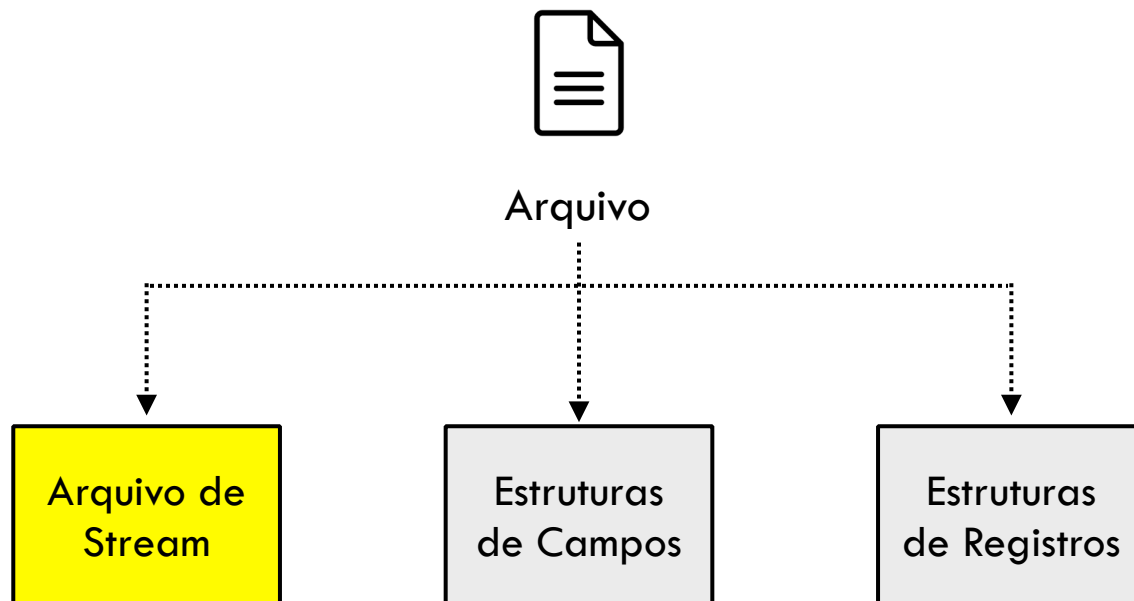 Arquivo
Arquivo de
Stream
Estruturas
de Campos
Estruturas
de Registros